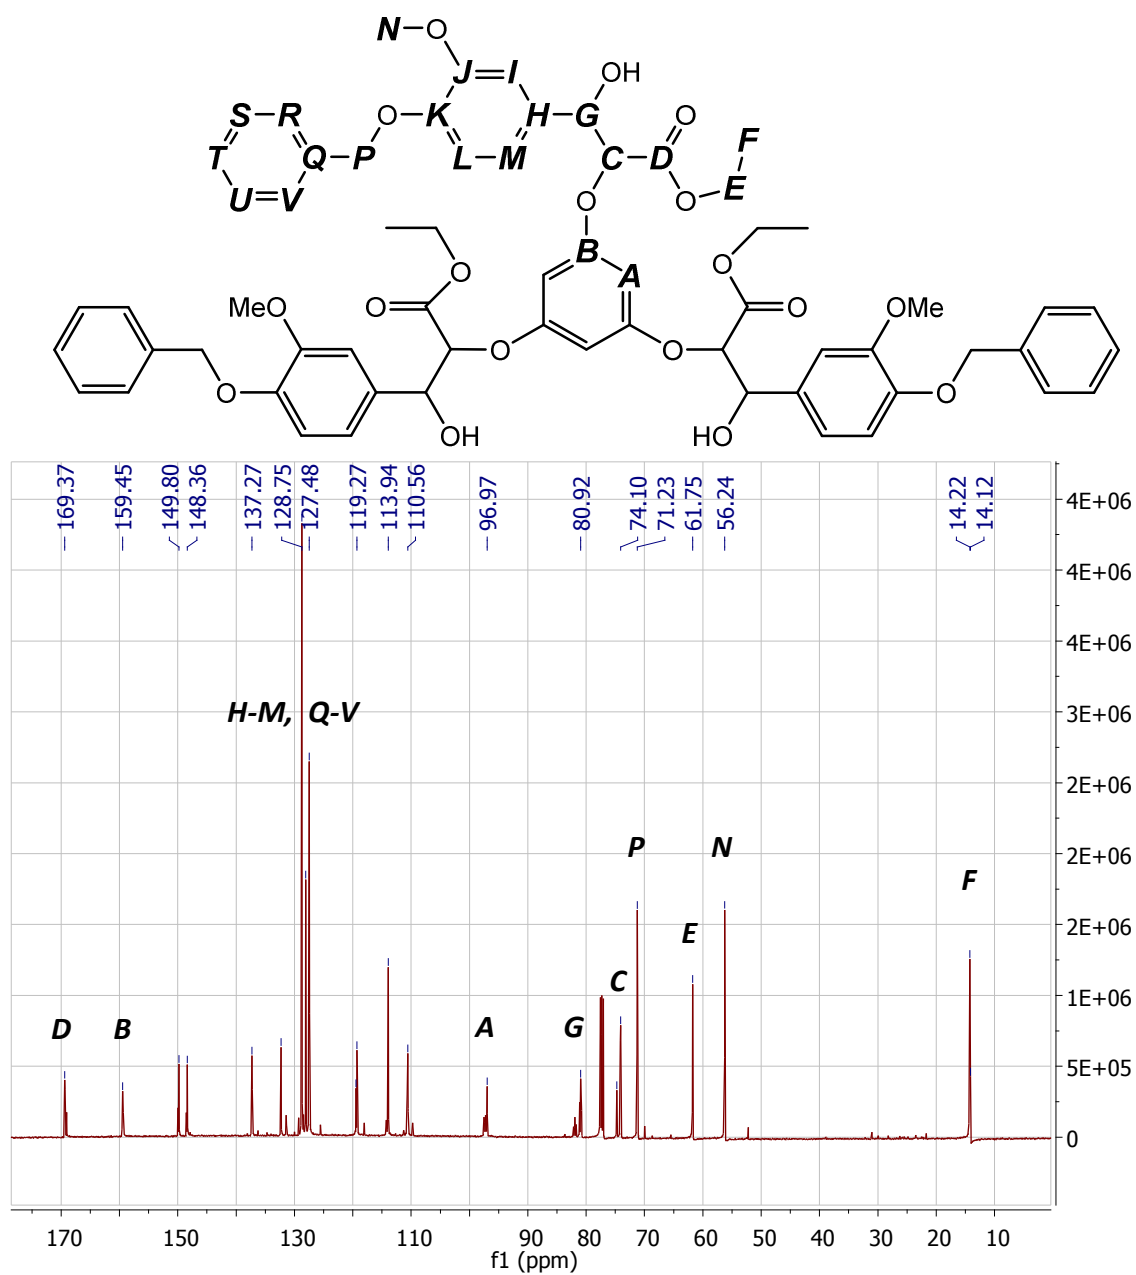 N O
J I OH
S R O K H G O
T Q P L M C D F
U V O O E
B
A
O O
O MeO O O O O MeO
O O O
OH HO
169.37 159.45 149.80 148.36 137.27 128.75 127.48 119.27 113.94 110.56 96.97 80.92 74.10 71.23 61.75 56.24 14.22 14.12
4E+06
4E+06
4E+06
H-M, Q-V 3E+06
2E+06
P N 2E+06
F
E 2E+06
C 1E+06
D B A G
5E+05
0
170 150 130 110 90 80 70 60 50 40 30 20 10
f1 (ppm)